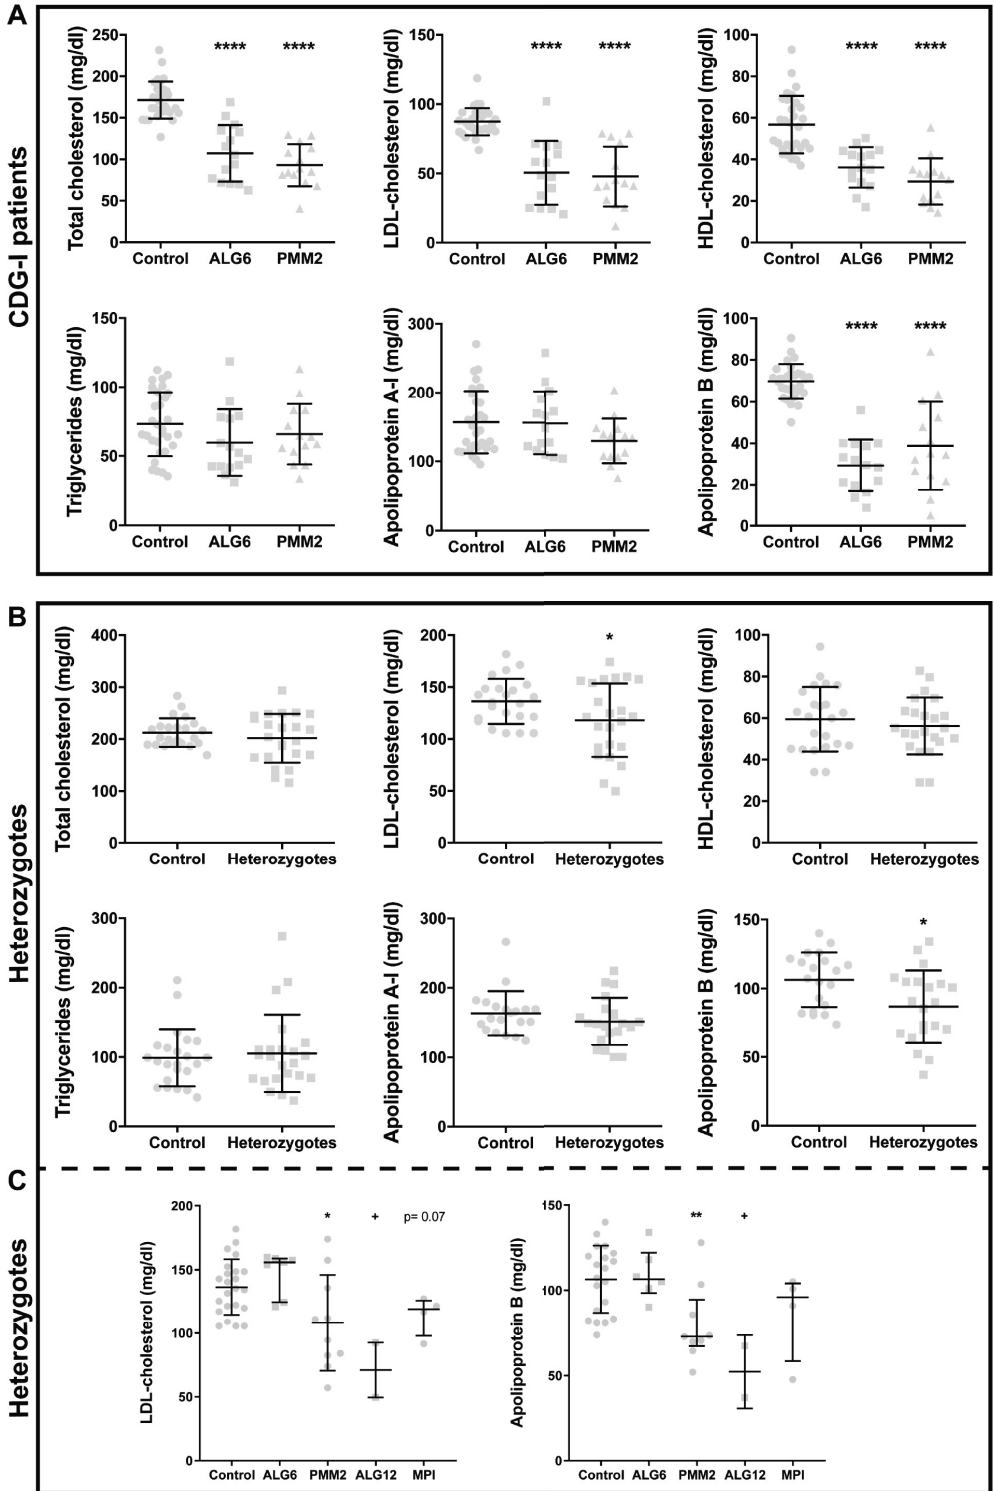 A
CDG-I patients
Total cholesterol (mg/dl)
250
200
150
100
50
0
**** ****
Control ALG6 PMM2
LDL-cholesterol (mg/dl)
150
100
50
0
**** ****
Control ALG6 PMM2
HDL-cholesterol (mg/dl)
100
80
60
40
20
0
**** ****
Control ALG6 PMM2
Triglycerides (mg/dl)
150
100
50
0
Control ALG6 PMM2
Apolipoprotein A-I (mg/dl)
300
200
100
0
Control ALG6 PMM2
Apolipoprotein B (mg/dl)
100
80
60
40
20
0
**** ****
Control ALG6 PMM2
B
Heterozygotes
Total cholesterol (mg/dl)
400
300
200
100
0
Control Heterozygotes
LDL-cholesterol (mg/dl)
200
150
100
50
0
*
Control Heterozygotes
HDL-cholesterol (mg/dl)
100
80
60
40
20
0
Control Heterozygotes
Triglycerides (mg/dl)
300
200
100
0
Control Heterozygotes
Apolipoprotein A-I (mg/dl)
300
200
100
0
Control Heterozygotes
Apolipoprotein B (mg/dl)
150
100
50
0
*
Control Heterozygotes
C
Heterozygotes
LDL-cholesterol (mg/dl)
200
150
100
50
0
* + p= 0.07
Control ALG6 PMM2 ALG12 MPI
Apolipoprotein B (mg/dl)
150
100
50
0
** +
Control ALG6 PMM2 ALG12 MPI